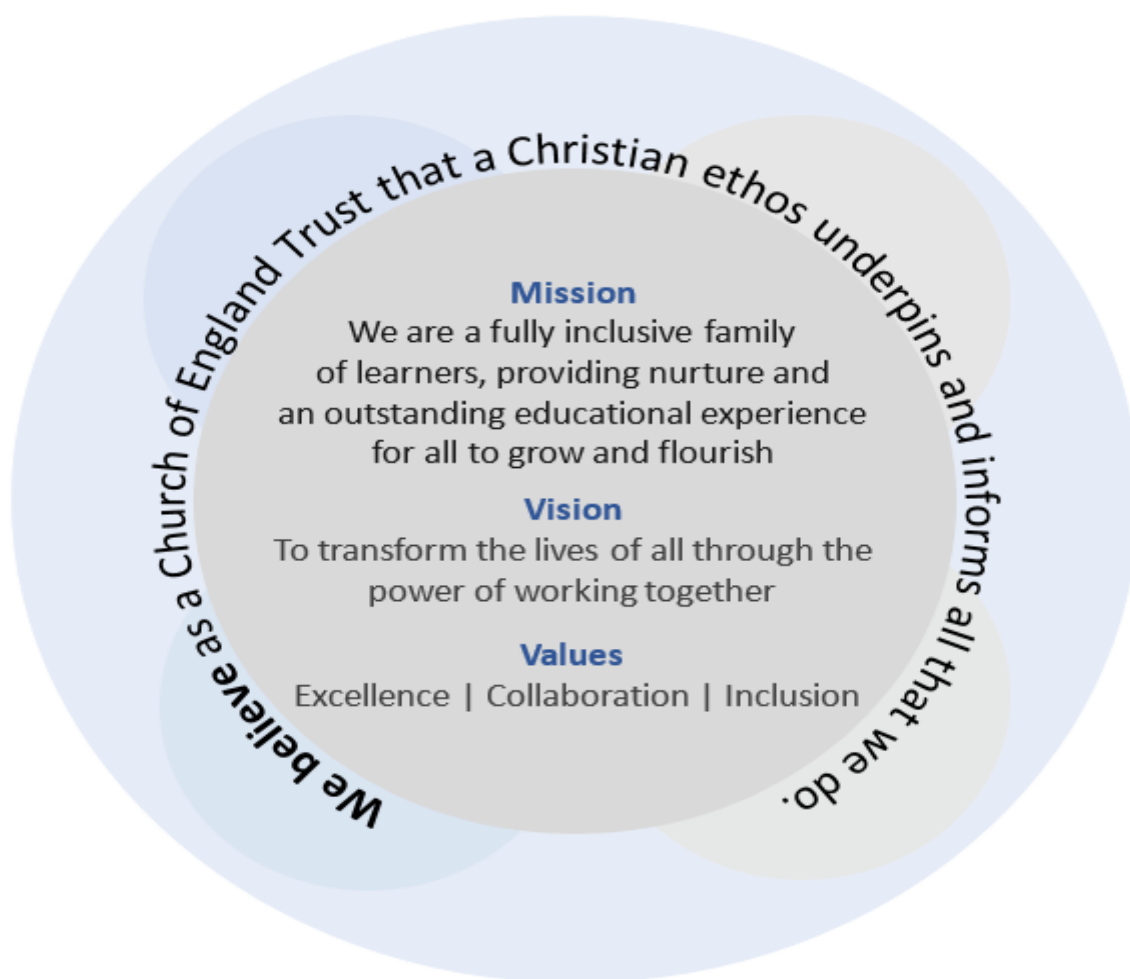 We believe as a Church of England Trust that a Christian ethos underpins and informs all that we do.
Mission
We are a fully inclusive family
of learners, providing nurture and
an outstanding educational experience
for all to grow and flourish
Vision
To transform the lives of all through the
power of working together
Values
Excellence | Collaboration | Inclusion